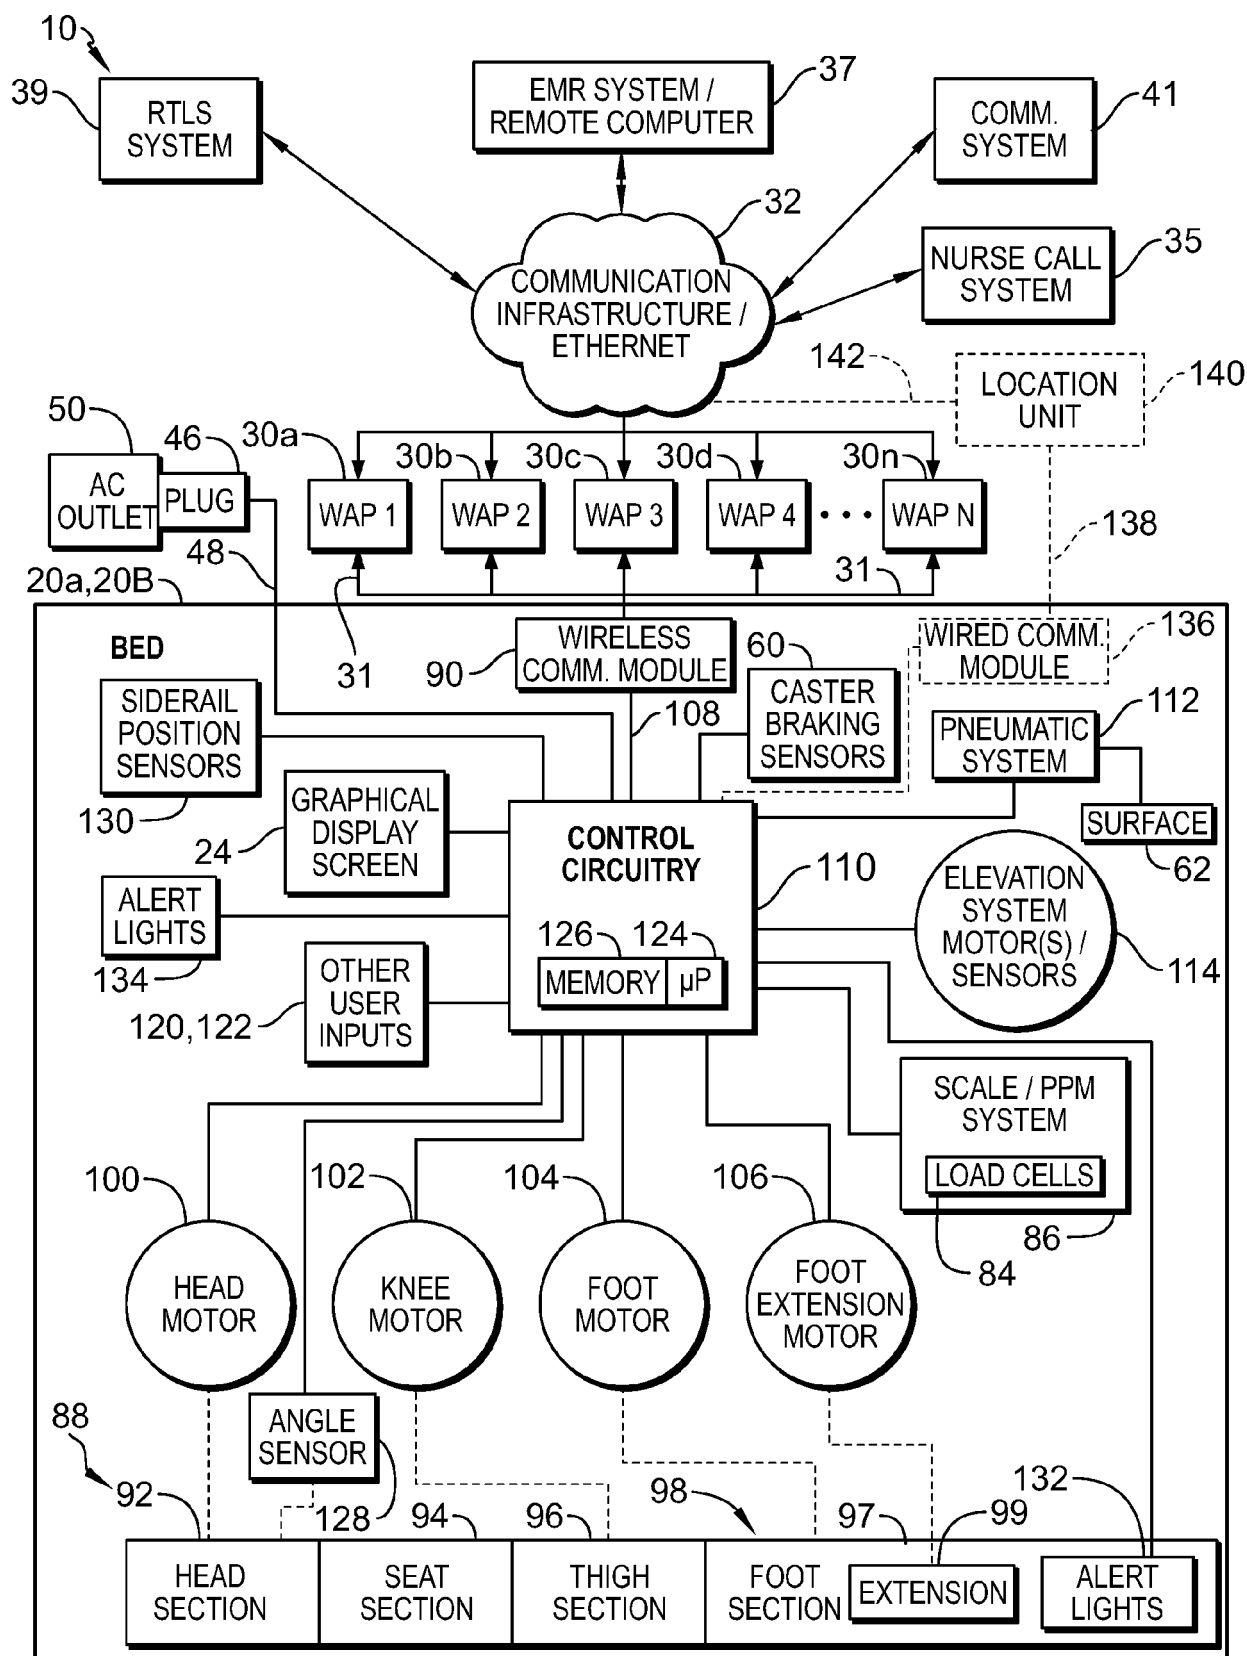 10
39
RTLS
SYSTEM
EMR SYSTEM /
REMOTE COMPUTER
37
COMM.
SYSTEM
41
32
COMMUNICATION
INFRASTRUCTURE /
ETHERNET
NURSE CALL
SYSTEM
35
142
LOCATION
UNIT
140
50
AC
OUTLET
46
PLUG
30a
WAP 1
30b
WAP 2
30c
WAP 3
30d
WAP 4
• • •
30n
WAP N
138
48
20a,20B
31
31
BED
WIRELESS
COMM. MODULE
90
108
60
CASTER
BRAKING
SENSORS
WIRED COMM.
MODULE
136
SIDERAIL
POSITION
SENSORS
130
PNEUMATIC
SYSTEM
112
SURFACE
62
GRAPHICAL
DISPLAY
SCREEN
24
CONTROL
CIRCUITRY
110
126
124
MEMORY
µP
ELEVATION
SYSTEM
MOTOR(S) /
SENSORS
114
ALERT
LIGHTS
134
OTHER
USER
INPUTS
120,122
SCALE / PPM
SYSTEM
LOAD CELLS
84
86
100
HEAD
MOTOR
102
KNEE
MOTOR
104
FOOT
MOTOR
106
FOOT
EXTENSION
MOTOR
ANGLE
SENSOR
128
88
92
HEAD
SECTION
94
SEAT
SECTION
96
THIGH
SECTION
98
FOOT
SECTION
97
99
EXTENSION
132
ALERT
LIGHTS